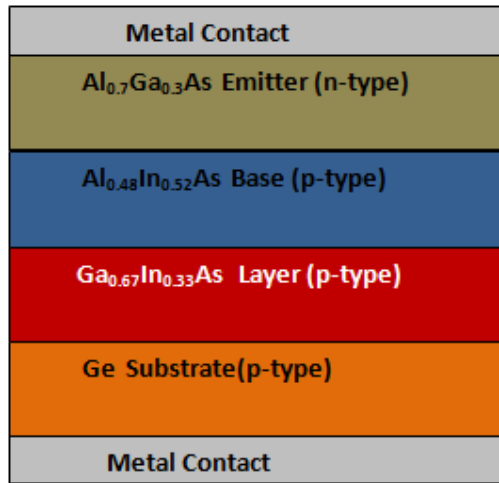 Metal Contact
Al₀.₇Ga₀.₃As Emitter (n-type)
Al₀.₄₈In₀.₅₂As Base (p-type)
Ga₀.₆₇In₀.₃₃As Layer (p-type)
Ge Substrate(p-type)
Metal Contact